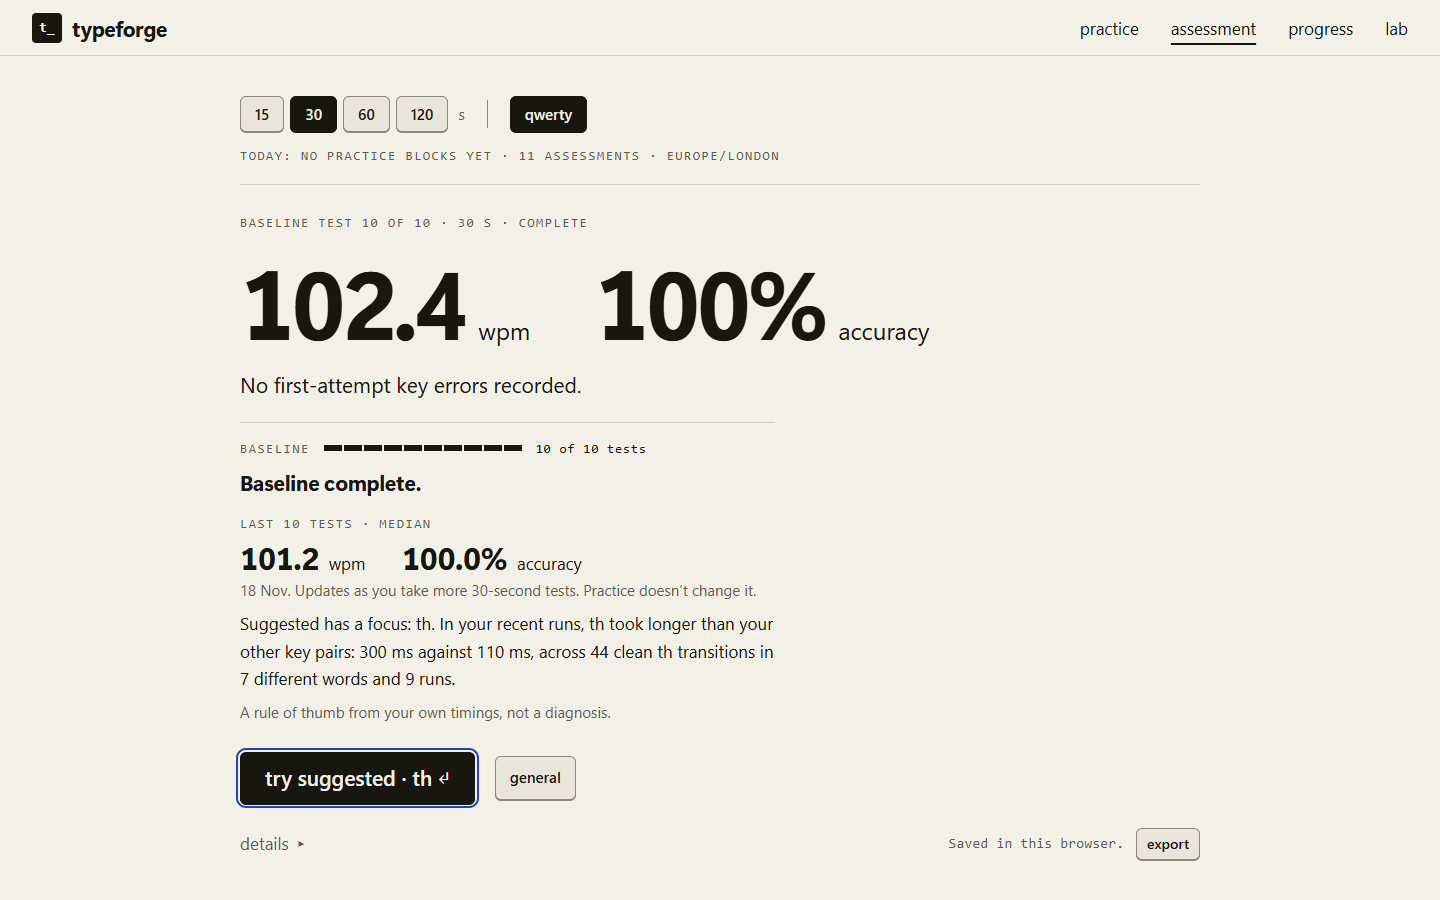 t_ typeforge practice assessment progress lab
15 30 60 120 s qwerty
TODAY: NO PRACTICE BLOCKS YET · 11 ASSESSMENTS · EUROPE/LONDON
BASELINE TEST 10 OF 10 · 30 S · COMPLETE
102.4 wpm 100% accuracy
No first-attempt key errors recorded.
BASELINE 10 of 10 tests
Baseline complete.
LAST 10 TESTS · MEDIAN
101.2 wpm 100.0% accuracy
18 Nov. Updates as you take more 30-second tests. Practice doesn’t change it.
Suggested has a focus: th. In your recent runs, th took longer than your
other key pairs: 300 ms against 110 ms, across 44 clean th transitions in
7 different words and 9 runs.
A rule of thumb from your own timings, not a diagnosis.
try suggested · th ↲ general
details ▸ Saved in this browser. export